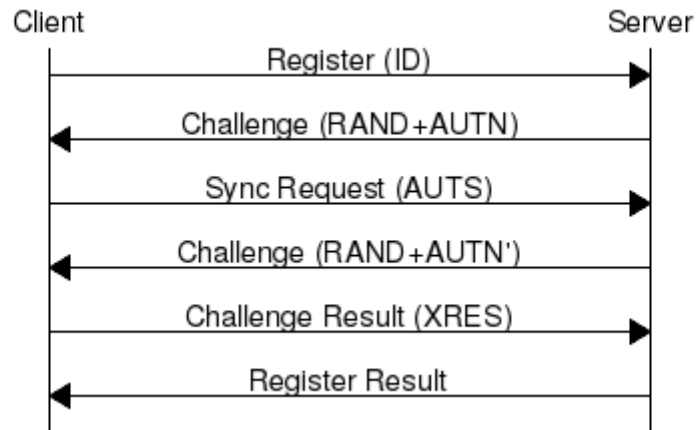 Client Server
Register (ID)
Challenge (RAND+AUTN)
Sync Request (AUTS)
Challenge (RAND+AUTN')
Challenge Result (XRES)
Register Result